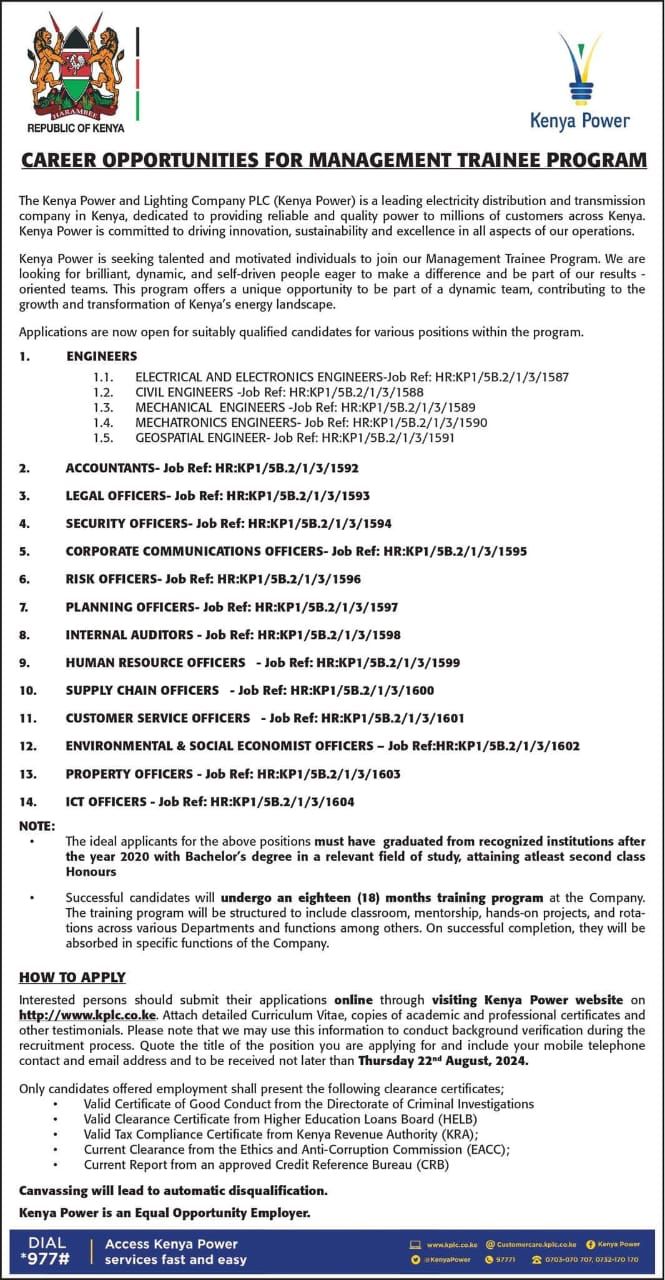 HARAMBEE
REPUBLIC OF KENYA
Kenya Power
CAREER OPPORTUNITIES FOR MANAGEMENT TRAINEE PROGRAM
The Kenya Power and Lighting Company PLC (Kenya Power) is a leading electricity distribution and transmission
company in Kenya, dedicated to providing reliable and quality power to millions of customers across Kenya.
Kenya Power is committed to driving innovation, sustainability and excellence in all aspects of our operations.
Kenya Power is seeking talented and motivated individuals to join our Management Trainee Program. We are
looking for brilliant, dynamic, and self-driven people eager to make a difference and be part of our results -
oriented teams. This program offers a unique opportunity to be part of a dynamic team, contributing to the
growth and transformation of Kenya's energy landscape.
Applications are now open for suitably qualified candidates for various positions within the program.
1. ENGINEERS
1.1. ELECTRICAL AND ELECTRONICS ENGINEERS-Job Ref: HR:KP1/5B.2/1/3/1587
1.2. CIVIL ENGINEERS -Job Ref: HR:KP1/5B.2/1/3/1588
1.3. MECHANICAL ENGINEERS -Job Ref: HR:KP1/5B.2/1/3/1589
1.4. MECHATRONICS ENGINEERS- Job Ref: HR:KP1/5B.2/1/3/1590
1.5. GEOSPATIAL ENGINEER- Job Ref: HR:KP1/5B.2/1/3/1591
2. ACCOUNTANTS- Job Ref: HR:KP1/5B.2/1/3/1592
3. LEGAL OFFICERS- Job Ref: HR:KP1/5B.2/1/3/1593
4. SECURITY OFFICERS- Job Ref: HR:KP1/5B.2/1/3/1594
5. CORPORATE COMMUNICATIONS OFFICERS- Job Ref: HR:KP1/5B.2/1/3/1595
6. RISK OFFICERS- Job Ref: HR:KP1/5B.2/1/3/1596
7. PLANNING OFFICERS- Job Ref: HR:KP1/5B.2/1/3/1597
8. INTERNAL AUDITORS - Job Ref: HR:KP1/5B.2/1/3/1598
9. HUMAN RESOURCE OFFICERS - Job Ref: HR:KP1/5B.2/1/3/1599
10. SUPPLY CHAIN OFFICERS - Job Ref: HR:KP1/5B.2/1/3/1600
11. CUSTOMER SERVICE OFFICERS - Job Ref: HR:KP1/5B.2/1/3/1601
12. ENVIRONMENTAL & SOCIAL ECONOMIST OFFICERS – Job Ref:HR:KP1/5B.2/1/3/1602
13. PROPERTY OFFICERS - Job Ref: HR:KP1/5B.2/1/3/1603
14. ICT OFFICERS - Job Ref: HR:KP1/5B.2/1/3/1604
NOTE:
• The ideal applicants for the above positions must have graduated from recognized institutions after
the year 2020 with Bachelor's degree in a relevant field of study, attaining atleast second class
Honours
• Successful candidates will undergo an eighteen (18) months training program at the Company.
The training program will be structured to include classroom, mentorship, hands-on projects, and rota-
tions across various Departments and functions among others. On successful completion, they will be
absorbed in specific functions of the Company.
HOW TO APPLY
Interested persons should submit their applications online through visiting Kenya Power website on
http://www.kplc.co.ke. Attach detailed Curriculum Vitae, copies of academic and professional certificates and
other testimonials. Please note that we may use this information to conduct background verification during the
recruitment process. Quote the title of the position you are applying for and include your mobile telephone
contact and email address and to be received not later than Thursday 22nd August, 2024.
Only candidates offered employment shall present the following clearance certificates;
• Valid Certificate of Good Conduct from the Directorate of Criminal Investigations
• Valid Clearance Certificate from Higher Education Loans Board (HELB)
• Valid Tax Compliance Certificate from Kenya Revenue Authority (KRA);
• Current Clearance from the Ethics and Anti-Corruption Commission (EACC);
• Current Report from an approved Credit Reference Bureau (CRB)
Canvassing will lead to automatic disqualification.
Kenya Power is an Equal Opportunity Employer.
DIAL
*977#
Access Kenya Power
services fast and easy
www.kplc.co.ke @ Customercare.kplc.co.ke Kenya Power
@KenyaPower 97771 0703-070 707, 0732-170 170